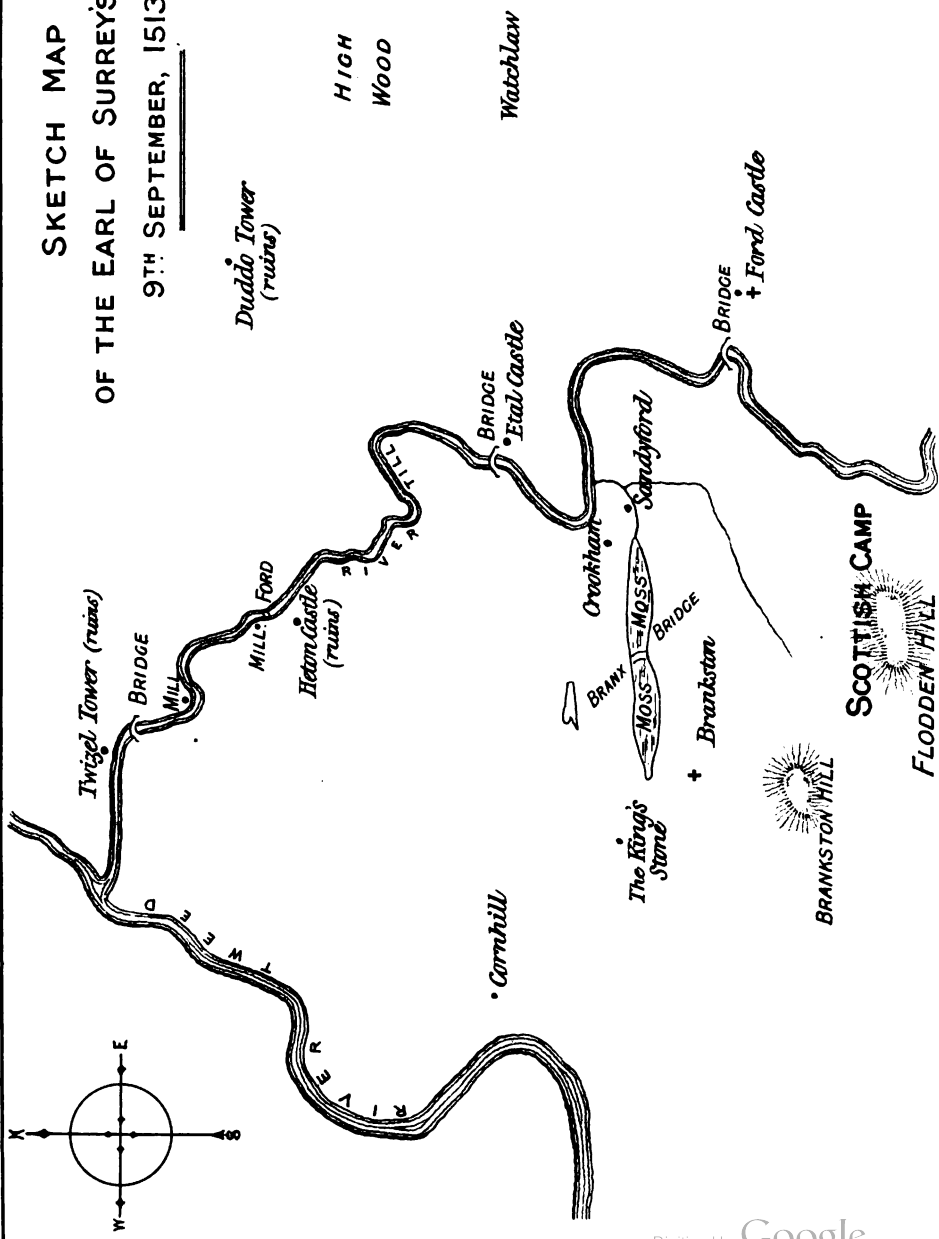 SKETCH MAP
OF THE EARL OF SURREY'S
9TH SEPTEMBER, 1513
HIGH
WOOD
Watchlaw
Duddo Tower
(ruins)
Ford Castle
BRIDGE
Etal Castle
BRIDGE
RIVER TILL
Sandyford
Crookham
FORD
MILL
Heton Castle
(ruins)
Twizel Tower (ruins)
BRIDGE
MILL
MOSS
MOSS
BRANX
BRIDGE
Brankston
SCOTTISH CAMP
FLODDEN HILL
BRANKSTON HILL
The King's
Stone
Cornhill
RIVER TWEED
N
E
S
W
Google